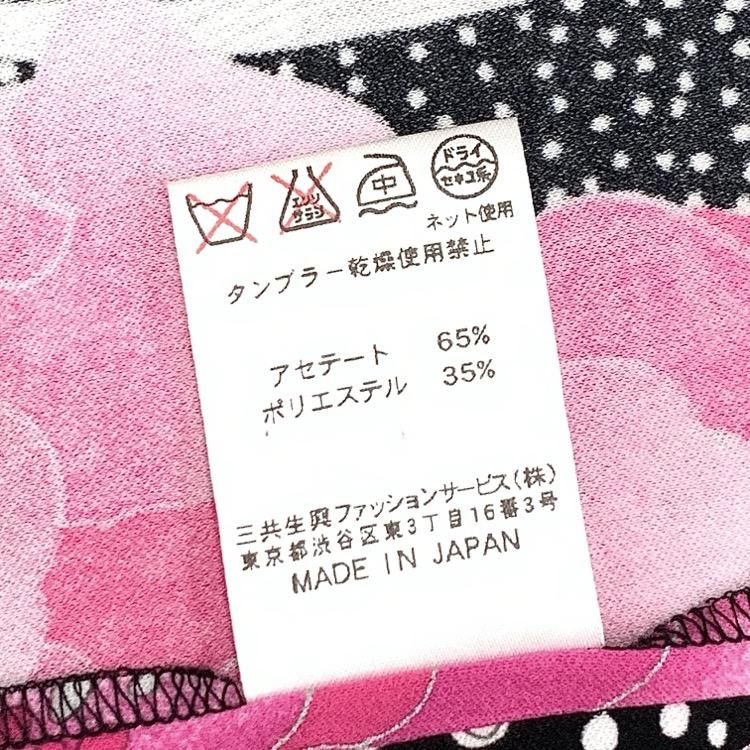 エンソ
サラシ
中
ドライ
セキユ系
ネット使用
タンブラー乾燥使用禁止
アセテート 65%
ポリエステル 35%
三共生興ファッションサービス(株)
東京都渋谷区東3丁目16番3号
MADE IN JAPAN